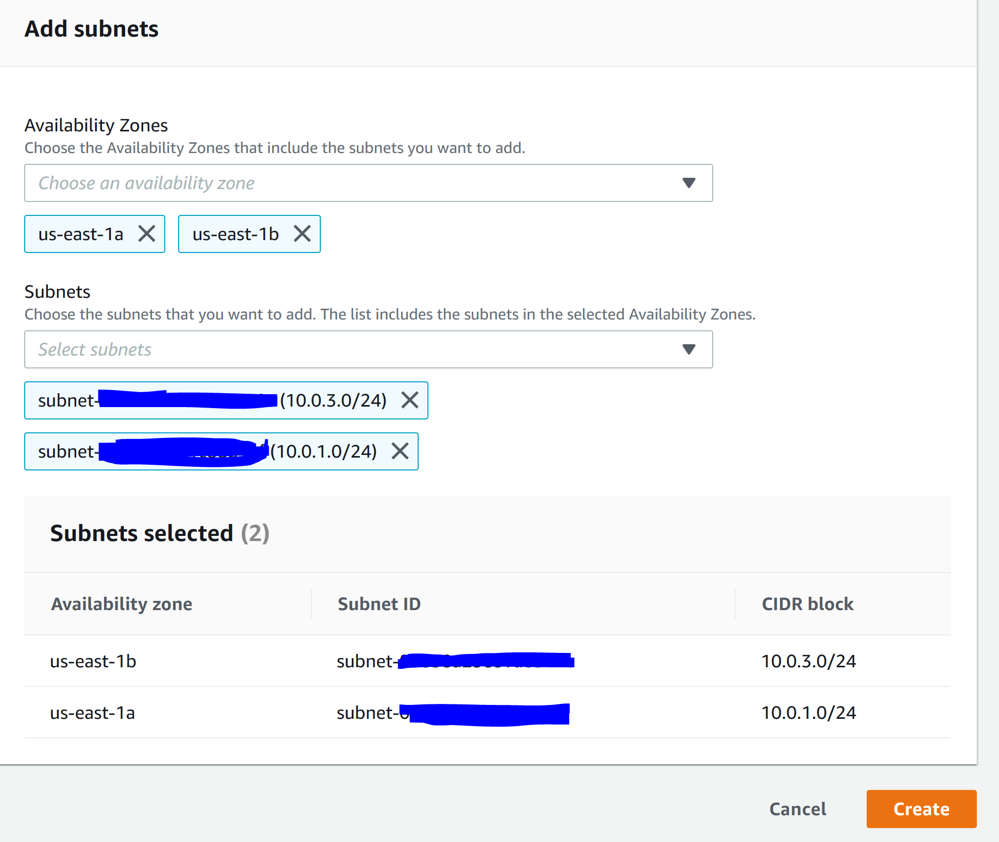 Add subnets
Availability Zones
Choose the Availability Zones that include the subnets you want to add.
Choose an availability zone
us-east-1a us-east-1b
Subnets
Choose the subnets that you want to add. The list includes the subnets in the selected Availability Zones.
Select subnets
subnet- (10.0.3.0/24)
subnet- (10.0.1.0/24)
Subnets selected (2)
Availability zone Subnet ID CIDR block
us-east-1b subnet- 10.0.3.0/24
us-east-1a subnet- 10.0.1.0/24
Cancel Create